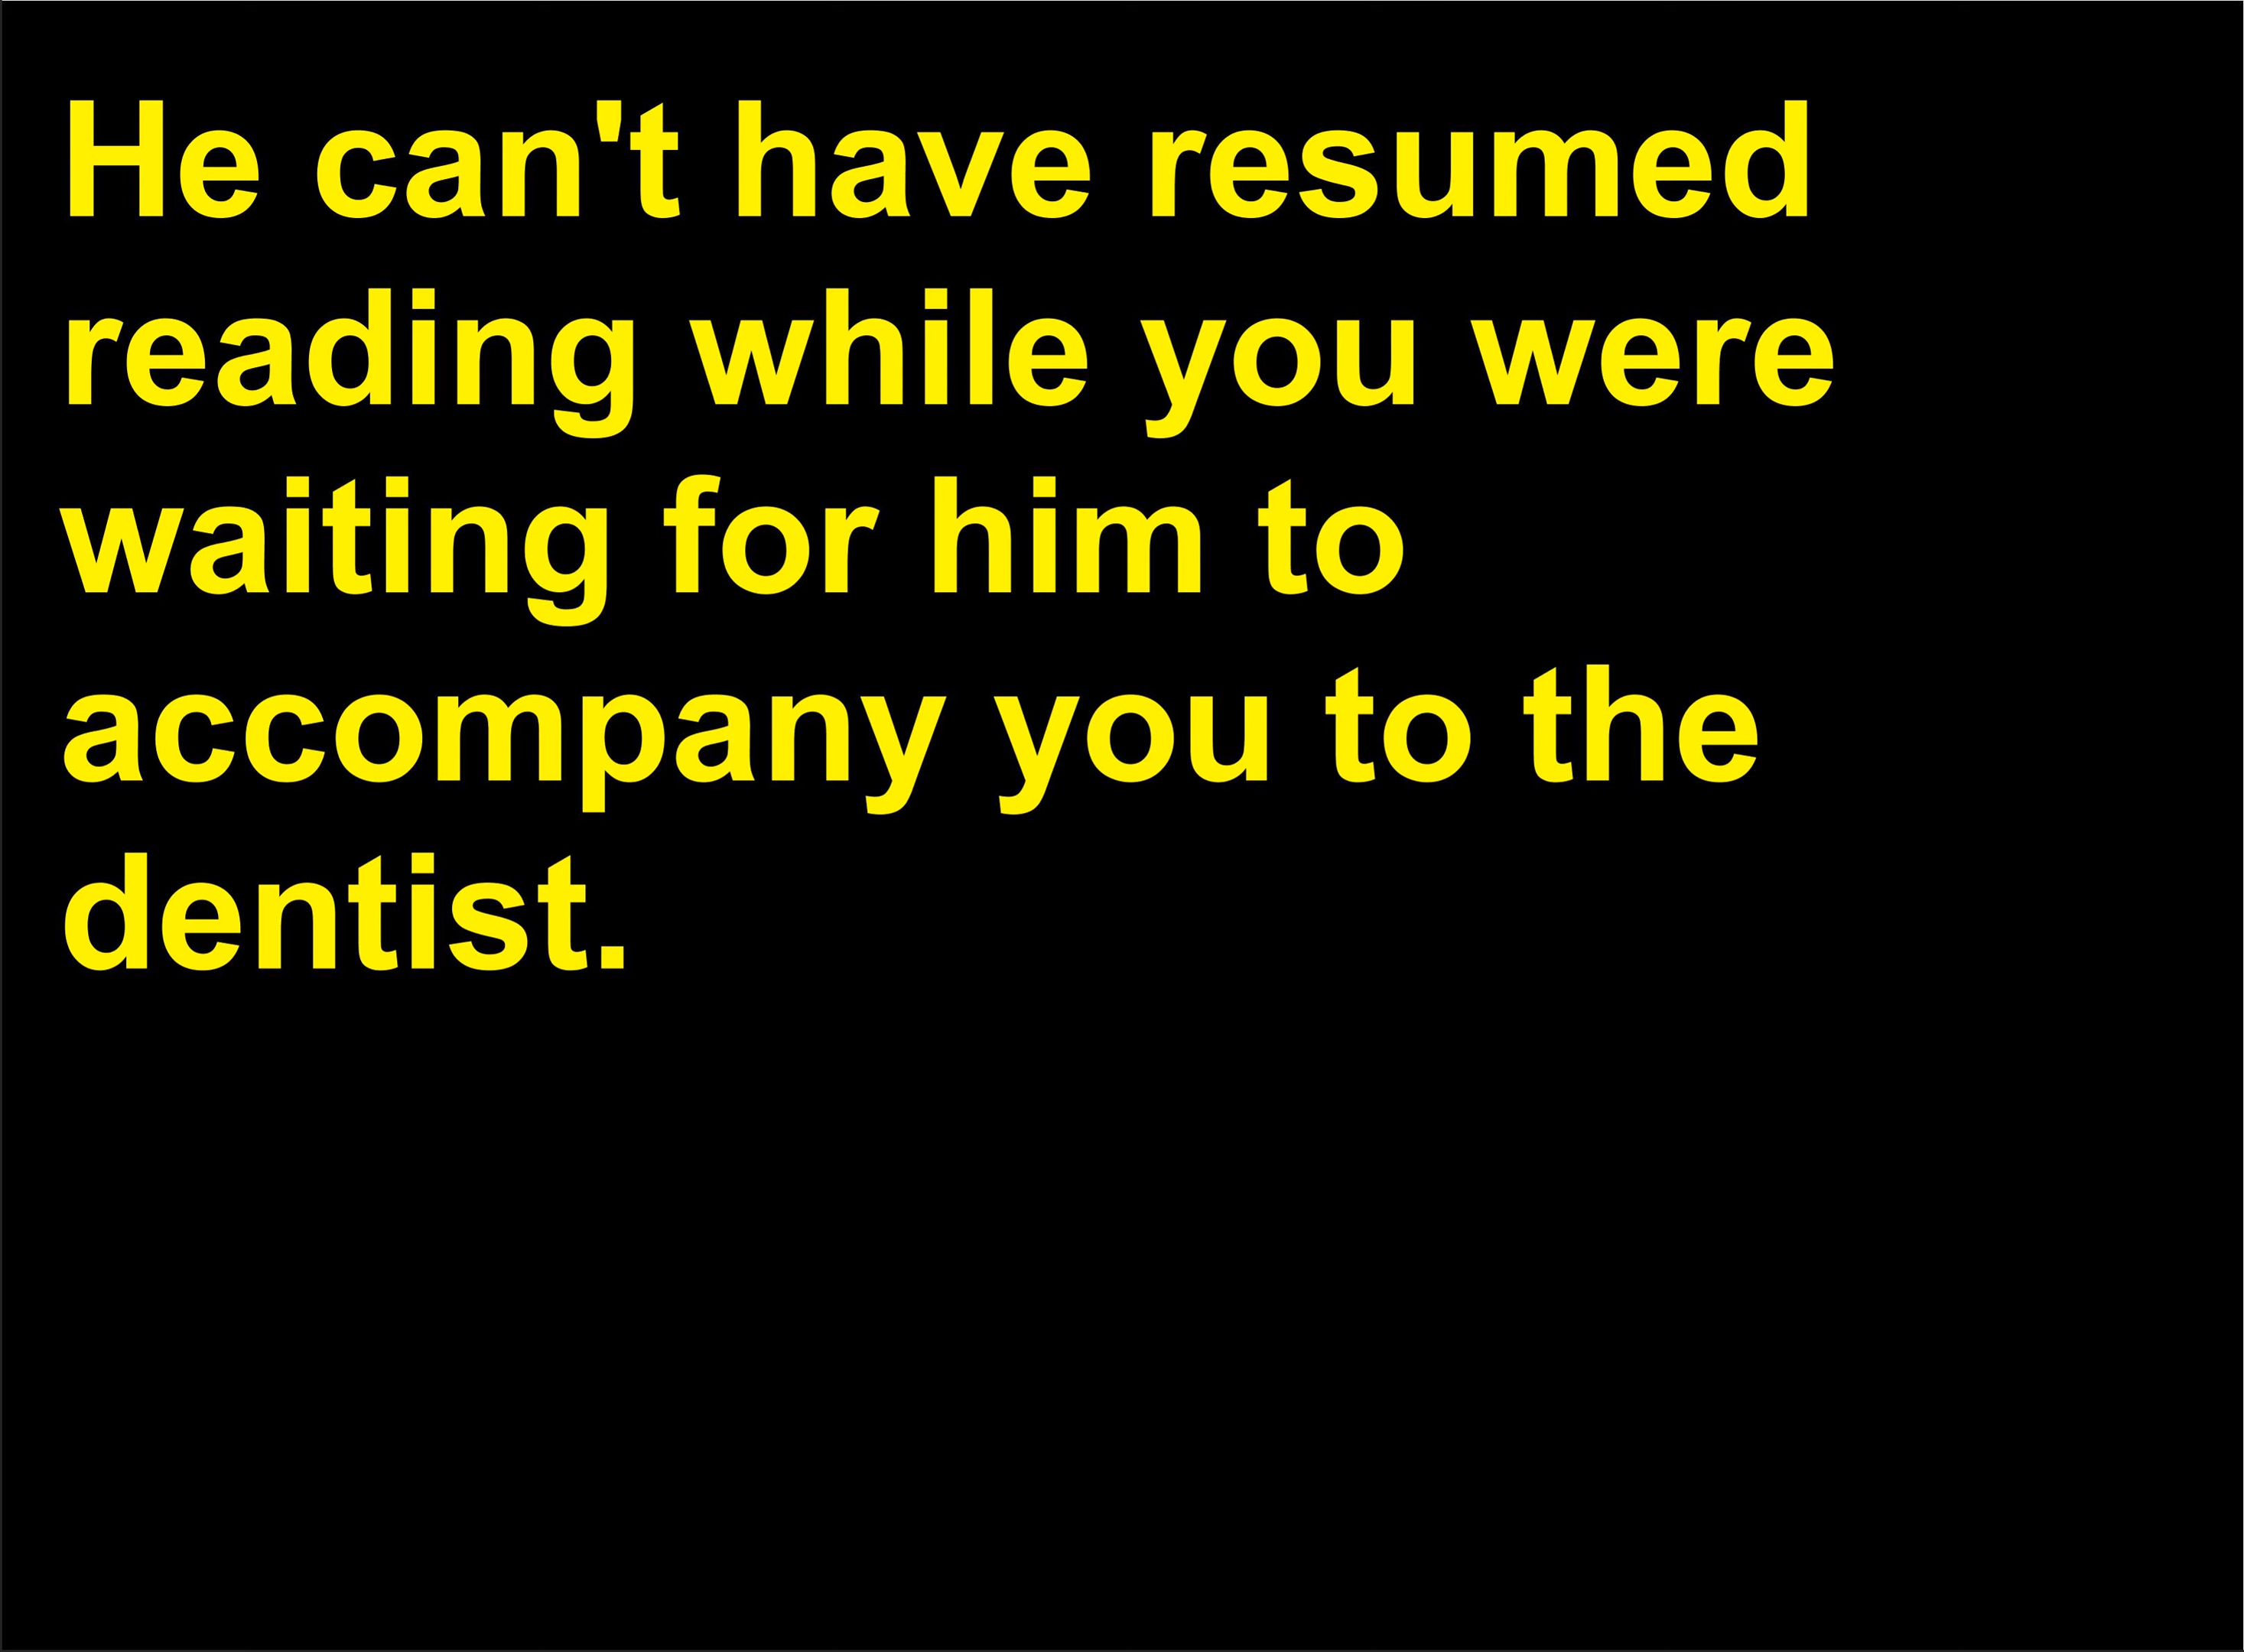 He can't have resumed
reading while you were
waiting for him to
accompany you to the
dentist.